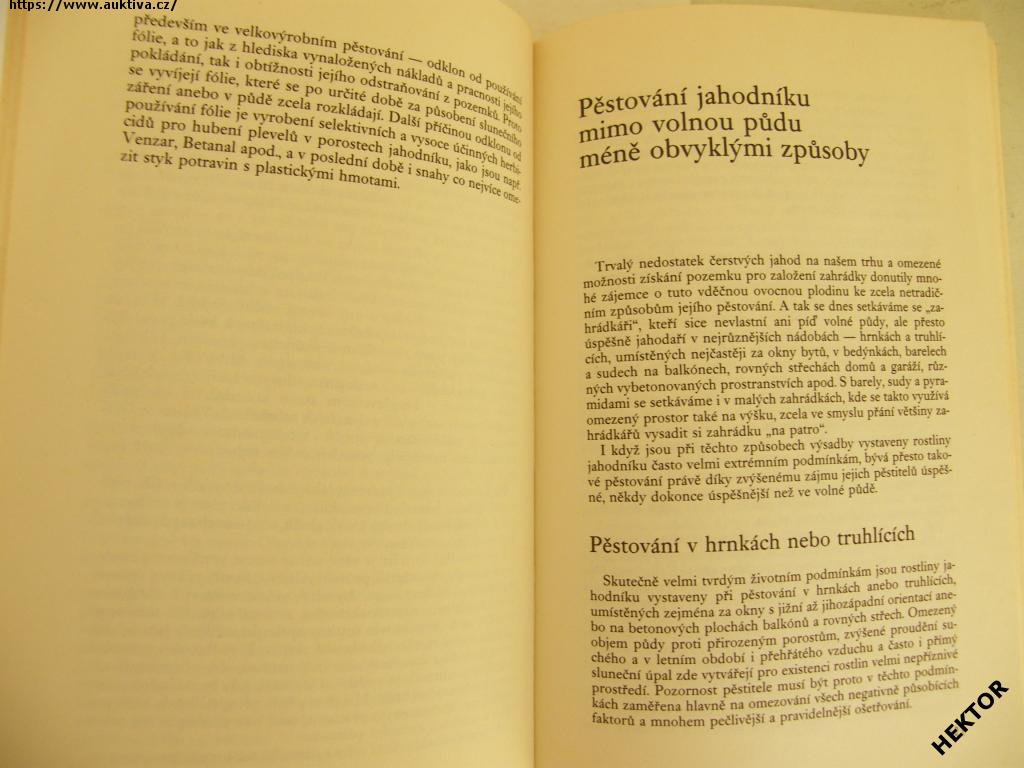 https://www.auktiva.cz/
především ve velkovýrobním pěstování — odklon od používání
fólie, a to jak z hlediska vynaložených nákladů a pracnosti jejího
pokládání, tak i obtížnosti jejího odstraňování z pozemků. Proto
se vyvíjejí fólie, které se po určité době za působení slunečního
záření anebo v půdě zcela rozkládají. Další příčinou odklonu od
používání fólie je vyrobení selektivních a vysoce účinných herbi-
cidů pro hubení plevelů v porostech jahodníku, jako jsou např.
Venzar, Betanal apod., a v poslední době i snahy co nejvíce ome-
zit styk potravin s plastickými hmotami.
Pěstování jahodníku
mimo volnou půdu
méně obvyklými způsoby
Trvalý nedostatek čerstvých jahod na našem trhu a omezené
možnosti získání pozemku pro založení zahrádky donutily mno-
hé zájemce o tuto vděčnou ovocnou plodinu ke zcela netradič-
ním způsobům jejího pěstování. A tak se dnes setkáváme se „za-
hrádkáři“, kteří sice nevlastní ani píď volné půdy, ale přesto
úspěšně jahodaří v nejrůznějších nádobách — hrnkách a truhlí-
cích, umístěných nejčastěji za okny bytů, v bedýnkách, barelech
a sudech na balkónech, rovných střechách domů a garáží, růz-
ných vybetonovaných prostranstvích apod. S barely, sudy a pyra-
midami se setkáváme i v malých zahrádkách, kde se takto využívá
omezený prostor také na výšku, zcela ve smyslu přání většiny za-
hrádkářů vysadit si zahrádku „na patro“.
I když jsou při těchto způsobech výsadby vystaveny rostliny
jahodníku často velmi extrémním podmínkám, bývá přesto tako-
vé pěstování právě díky zvýšenému zájmu jejich pěstitelů úspěš-
né, někdy dokonce úspěšnější než ve volné půdě.
Pěstování v hrnkách nebo truhlících
Skutečně velmi tvrdým životním podmínkám jsou rostliny ja-
hodníku vystaveny při pěstování v hrnkách anebo truhlících,
umístěných zejména za okny s jižní až jihozápadní orientací ane-
bo na betonových plochách balkónů a rovných střech. Omezený
objem půdy proti přirozeným porostům, zvýšené proudění su-
chého a v letním období i přehřátého vzduchu a často i přímý
sluneční úpal zde vytvářejí pro existenci rostlin velmi nepříznivé
prostředí. Pozornost pěstitele musí být proto v těchto podmín-
kách zaměřena hlavně na omezování všech negativně působících
faktorů a mnohem pečlivější a pravidelnější ošetřování.
HEKTOR